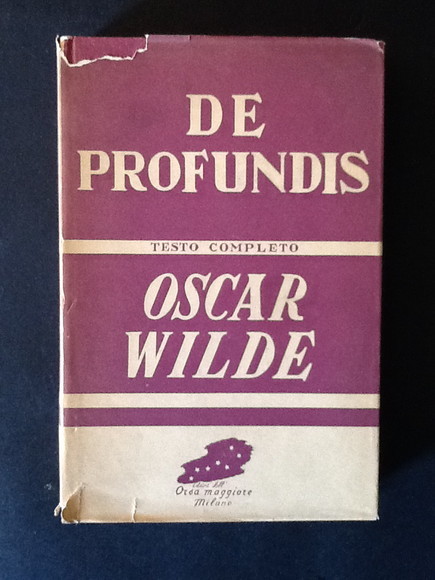 DE
PROFUNDIS
TESTO COMPLETO
OSCAR
WILDE
Orsa maggiore
Milano